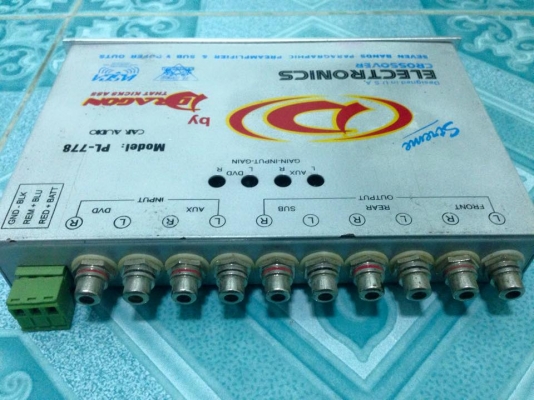 SEVEN BANDS PARAGRAPHIC PREAMPLIFIER & SUB + POWER OUTS
CROSSOVER
ELECTRONICS
Designed in U.S.A.
Streme
by
DRAGON
THAT KICKS ASS
CAR AUDIO
Model: PL-778
GAIN-INPUT-GAIN
L AUX R
L DVD R
FRONT
REAR
SUB
OUTPUT
AUX
DVD
INPUT
L R L R L R L R L R
GND - BLK
REM + BLU
RED + BATT